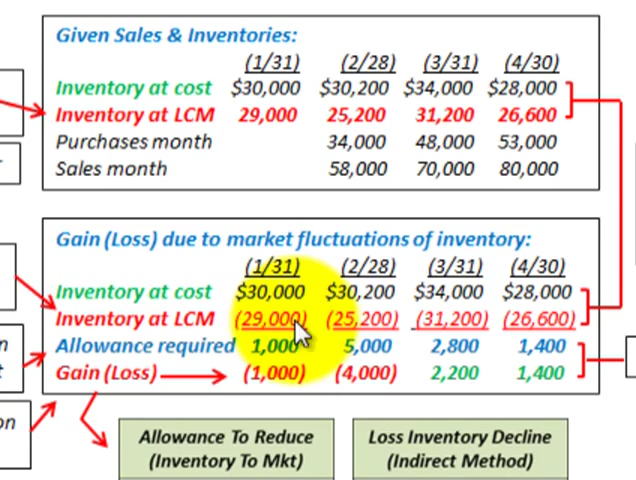 Given Sales & Inventories:
(1/31) (2/28) (3/31) (4/30)
Inventory at cost $30,000 $30,200 $34,000 $28,000
Inventory at LCM 29,000 25,200 31,200 26,600
Purchases month 34,000 48,000 53,000
Sales month 58,000 70,000 80,000
Gain (Loss) due to market fluctuations of inventory:
(1/31) (2/28) (3/31) (4/30)
Inventory at cost $30,000 $30,200 $34,000 $28,000
Inventory at LCM (29,000) (25,200) (31,200) (26,600)
Allowance required 1,000 5,000 2,800 1,400
Gain (Loss) (1,000) (4,000) 2,200 1,400
n
t
on
Allowance To Reduce
(Inventory To Mkt)
Loss Inventory Decline
(Indirect Method)